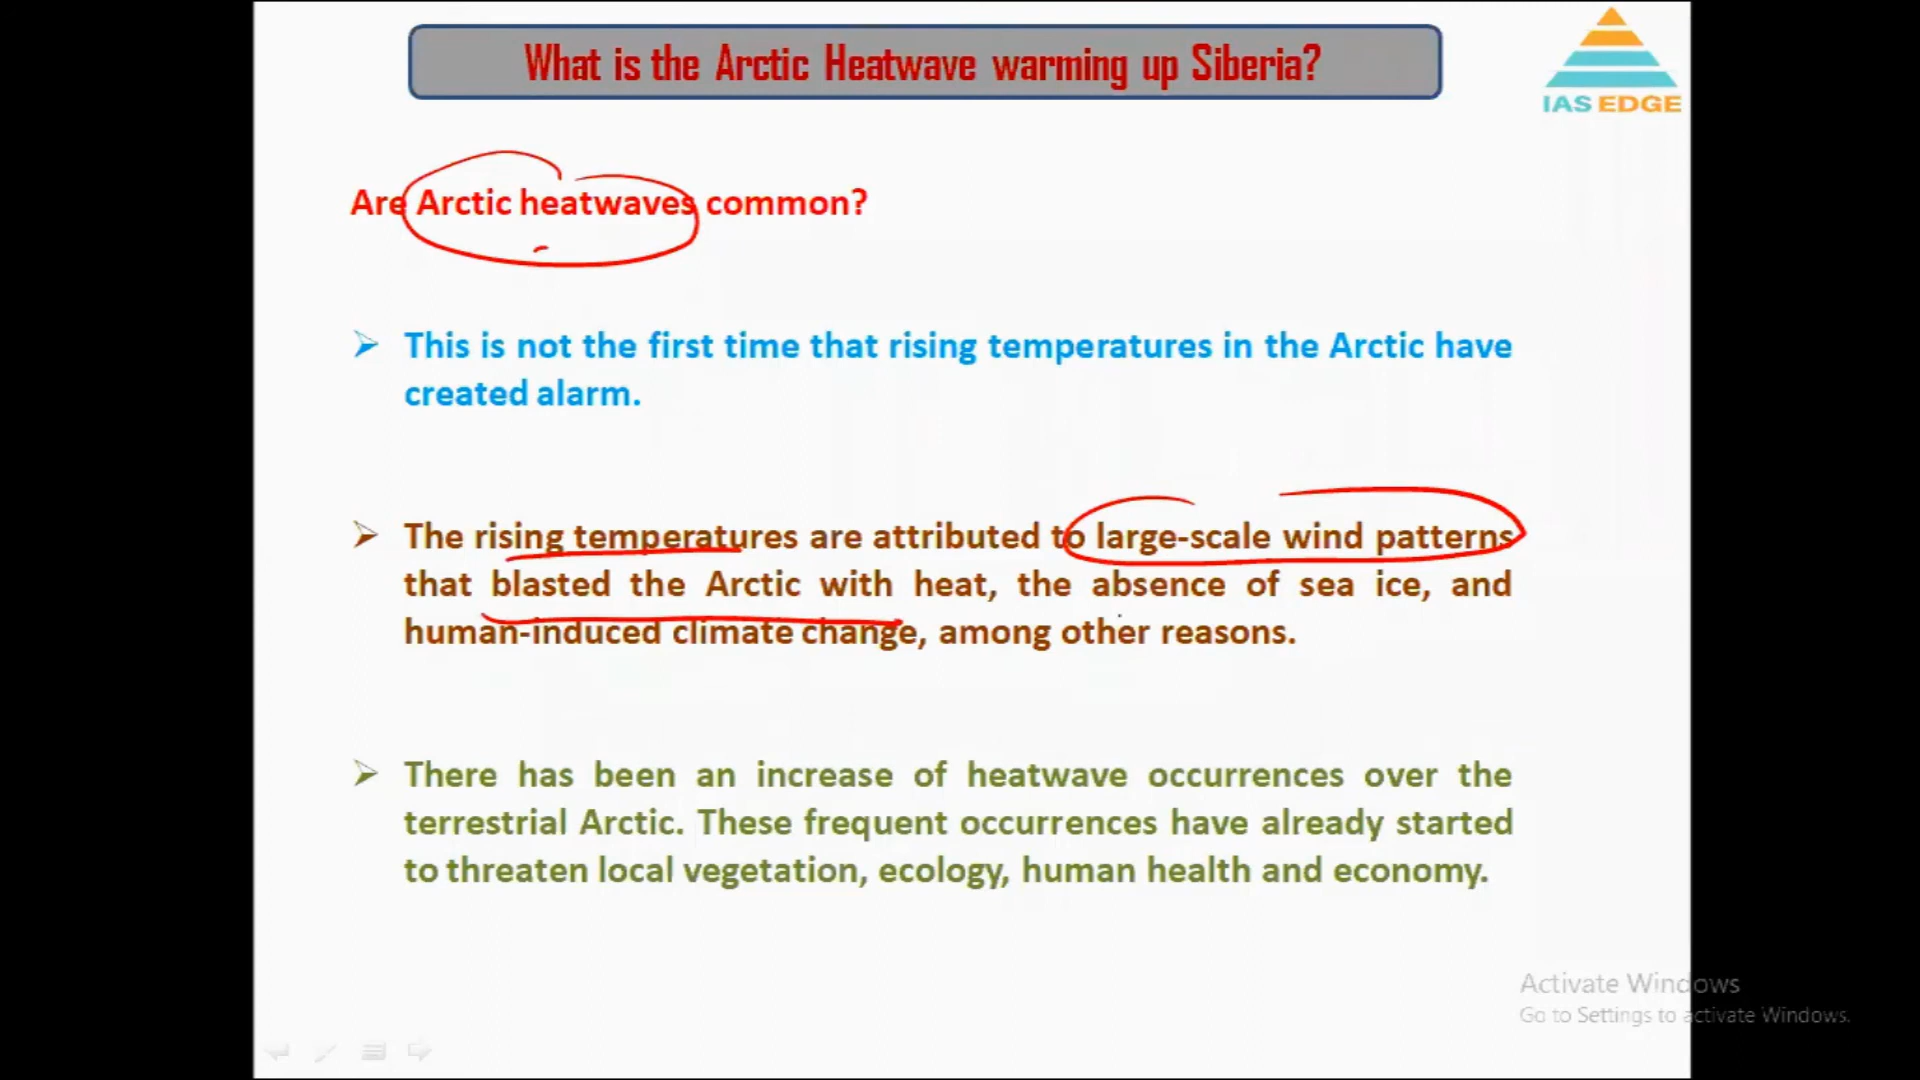 What is the Arctic Heatwave warming up Siberia?
IAS EDGE
Are Arctic heatwaves common?
This is not the first time that rising temperatures in the Arctic have
created alarm.
The rising temperatures are attributed to large-scale wind patterns
that blasted the Arctic with heat, the absence of sea ice, and
human-induced climate change, among other reasons.
There has been an increase of heatwave occurrences over the
terrestrial Arctic. These frequent occurrences have already started
to threaten local vegetation, ecology, human health and economy.
Activate Windows
Go to Settings to activate Windows.